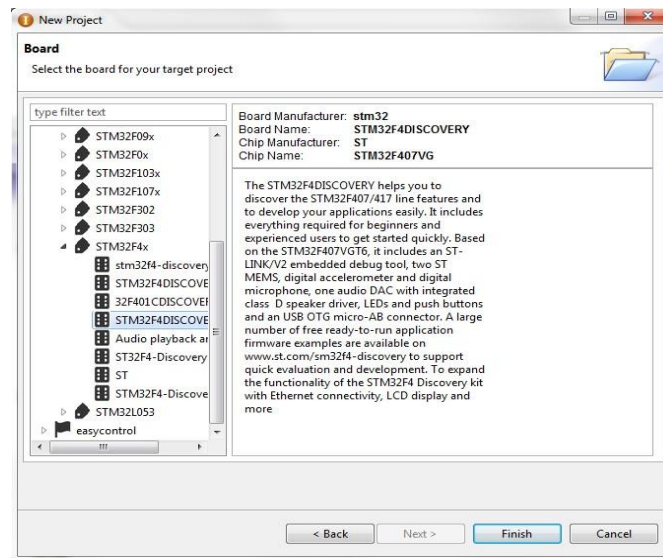 New Project
Board
Select the board for your target project
type filter text
STM32F09x
STM32F0x
STM32F103x
STM32F107x
STM32F302
STM32F303
STM32F4x
stm32f4-discovery
STM32F4DISCOVE
32F401CDISCOVER
STM32F4DISCOVE
Audio playback ar
ST32F4-Discovery
ST
STM32F4-Discove
STM32L053
easycontrol
Board Manufacturer: stm32
Board Name: STM32F4DISCOVERY
Chip Manufacturer: ST
Chip Name: STM32F407VG
The STM32F4DISCOVERY helps you to
discover the STM32F407/417 line features and
to develop your applications easily. It includes
everything required for beginners and
experienced users to get started quickly. Based
on the STM32F407VGT6, it includes an ST-
LINK/V2 embedded debug tool, two ST
MEMS, digital accelerometer and digital
microphone, one audio DAC with integrated
class D speaker driver, LEDs and push buttons
and an USB OTG micro-AB connector. A large
number of free ready-to-run application
firmware examples are available on
www.st.com/sm32f4-discovery to support
quick evaluation and development. To expand
the functionality of the STM32F4 Discovery kit
with Ethernet connectivity, LCD display and
more
< Back
Next >
Finish
Cancel